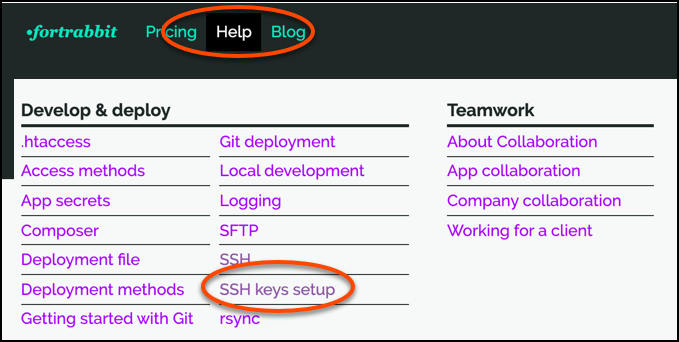 •fortrabbit Pricing Help Blog
Develop & deploy
.htaccess
Access methods
App secrets
Composer
Deployment file
Deployment methods
Getting started with Git
Git deployment
Local development
Logging
SFTP
SSH
SSH keys setup
rsync
Teamwork
About Collaboration
App collaboration
Company collaboration
Working for a client